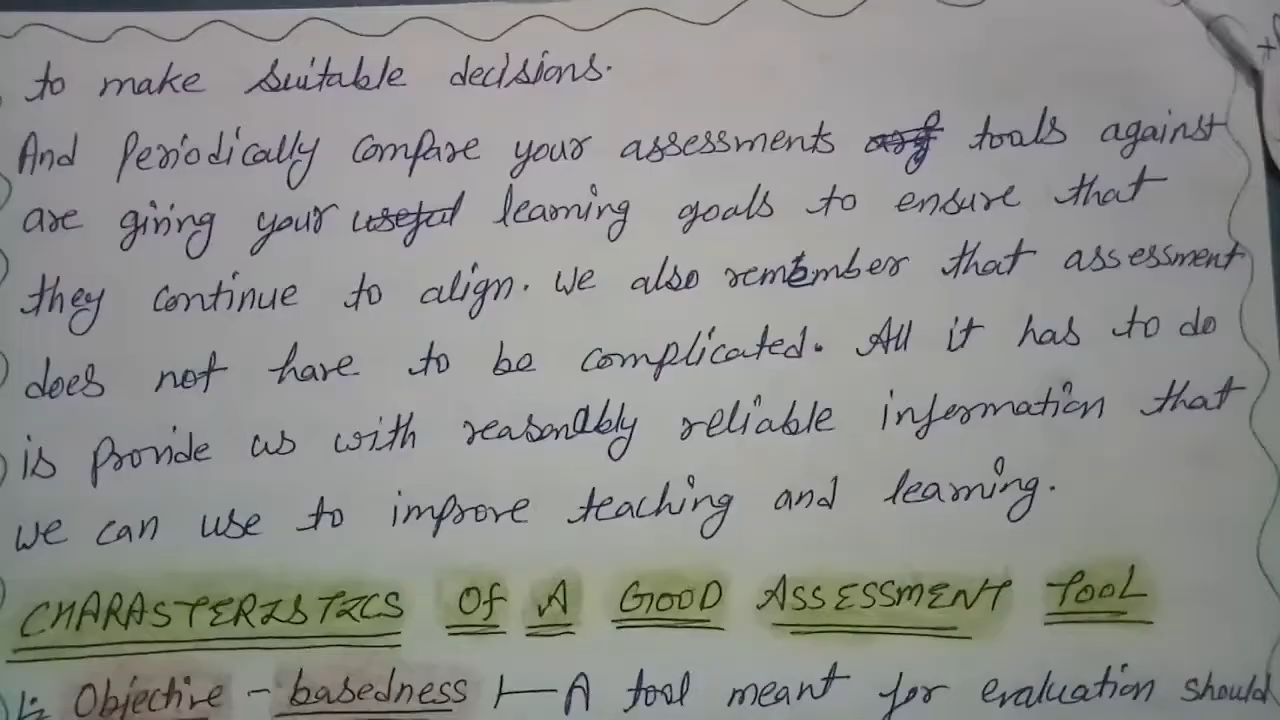 to make suitable decisions.
And Periodically compare your assessments tools against
are giving your useful learning goals to ensure that
they continue to align. We also remember that assessment
does not have to be complicated. All it has to do
is provide us with reasonably reliable information that
we can use to improve teaching and learning.
CHARASTERISTICS Of A GOOD ASSESSMENT TOOL
1:- Objective - basedness :— A tool meant for evaluation should